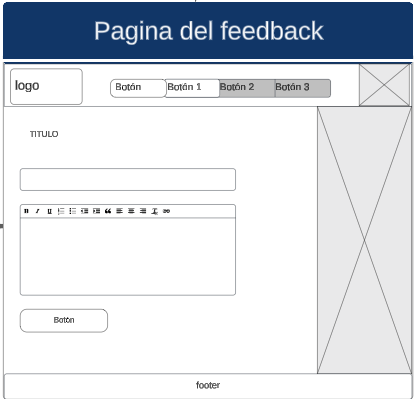 Pagina del feedback
logo
Botón Botón 1 Botón 2 Botón 3
TITULO
B I U
Botón
footer